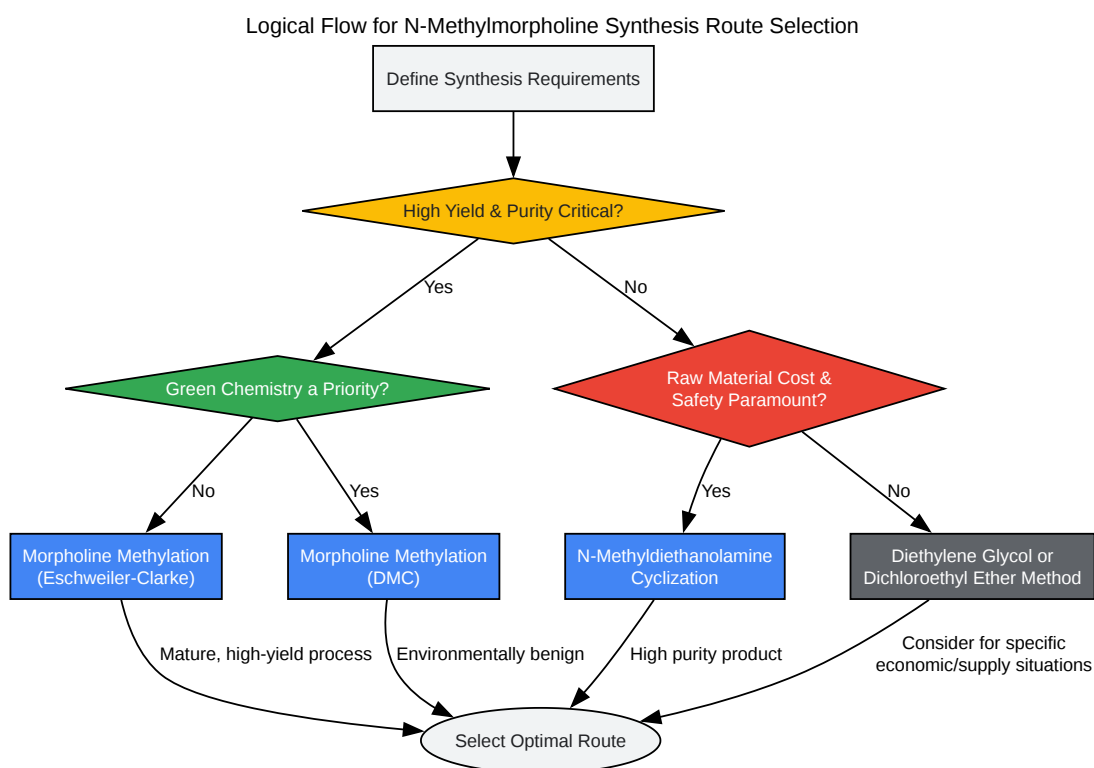 Logical Flow for N-Methylmorpholine Synthesis Route Selection
Define Synthesis Requirements
High Yield & Purity Critical?
Yes
No
Green Chemistry a Priority?
Raw Material Cost &
Safety Paramount?
No
Yes
Yes
No
Morpholine Methylation
(Eschweiler-Clarke)
Morpholine Methylation
(DMC)
N-Methyldiethanolamine
Cyclization
Diethylene Glycol or
Dichloroethyl Ether Method
Mature, high-yield process
Environmentally benign
High purity product
Consider for specific
economic/supply situations
Select Optimal Route